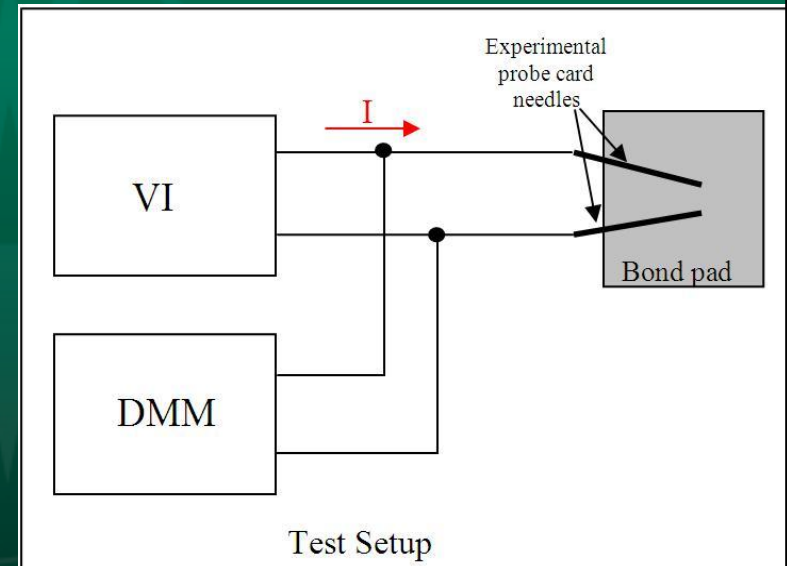 Experimental
probe card
needles
I
VI
Bond pad
DMM
Test Setup